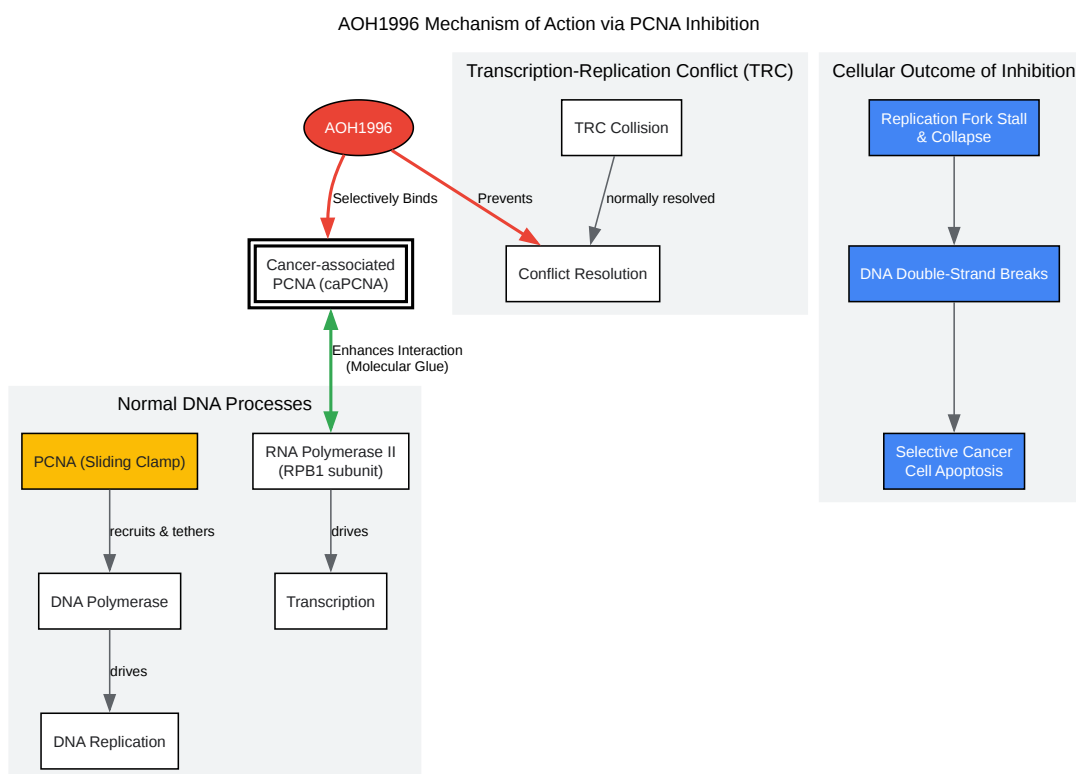 AOH1996 Mechanism of Action via PCNA Inhibition
Transcription-Replication Conflict (TRC)
Cellular Outcome of Inhibition
AOH1996
TRC Collision
Replication Fork Stall
& Collapse
Selectively Binds
Prevents
normally resolved
Cancer-associated
PCNA (caPCNA)
Conflict Resolution
DNA Double-Strand Breaks
Enhances Interaction
(Molecular Glue)
Normal DNA Processes
PCNA (Sliding Clamp)
RNA Polymerase II
(RPB1 subunit)
Selective Cancer
Cell Apoptosis
recruits & tethers
drives
DNA Polymerase
Transcription
drives
DNA Replication